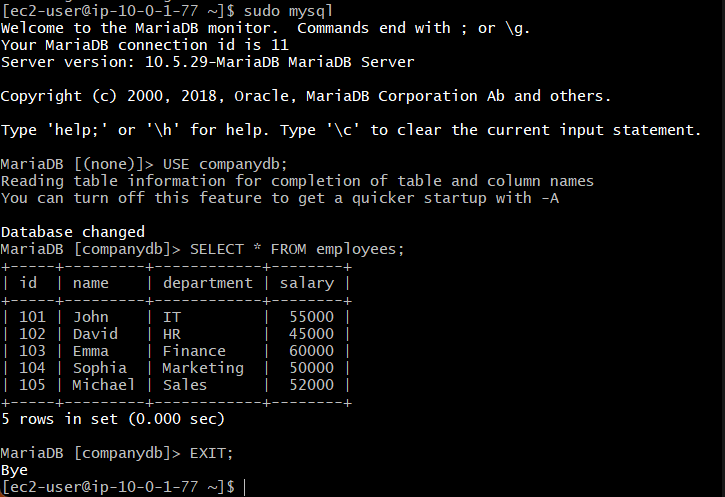 [ec2-user@ip-10-0-1-77 ~]$ sudo mysql
Welcome to the MariaDB monitor.  Commands end with ; or \g.
Your MariaDB connection id is 11
Server version: 10.5.29-MariaDB MariaDB Server

Copyright (c) 2000, 2018, Oracle, MariaDB Corporation Ab and others.

Type 'help;' or '\h' for help. Type '\c' to clear the current input statement.

MariaDB [(none)]> USE companydb;
Reading table information for completion of table and column names
You can turn off this feature to get a quicker startup with -A

Database changed
MariaDB [companydb]> SELECT * FROM employees;
+-----+---------+------------+--------+
| id  | name    | department | salary |
+-----+---------+------------+--------+
| 101 | John    | IT         |  55000 |
| 102 | David   | HR         |  45000 |
| 103 | Emma    | Finance    |  60000 |
| 104 | Sophia  | Marketing  |  50000 |
| 105 | Michael | Sales      |  52000 |
+-----+---------+------------+--------+
5 rows in set (0.000 sec)

MariaDB [companydb]> EXIT;
Bye
[ec2-user@ip-10-0-1-77 ~]$